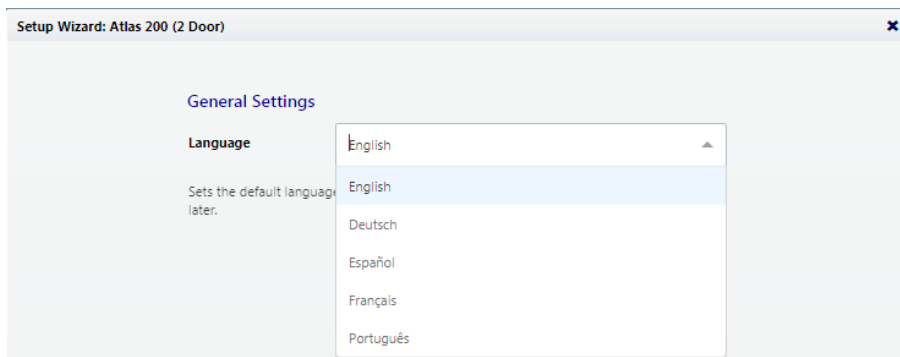 Setup Wizard: Atlas 200 (2 Door)
General Settings
Language
English
Sets the default language
later.
English
Deutsch
Español
Français
Português